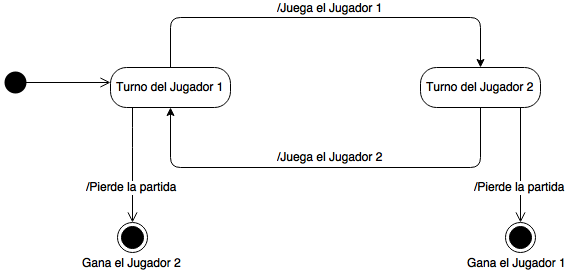 /Juega el Jugador 1
Turno del Jugador 1
Turno del Jugador 2
/Juega el Jugador 2
/Pierde la partida
/Pierde la partida
Gana el Jugador 2
Gana el Jugador 1